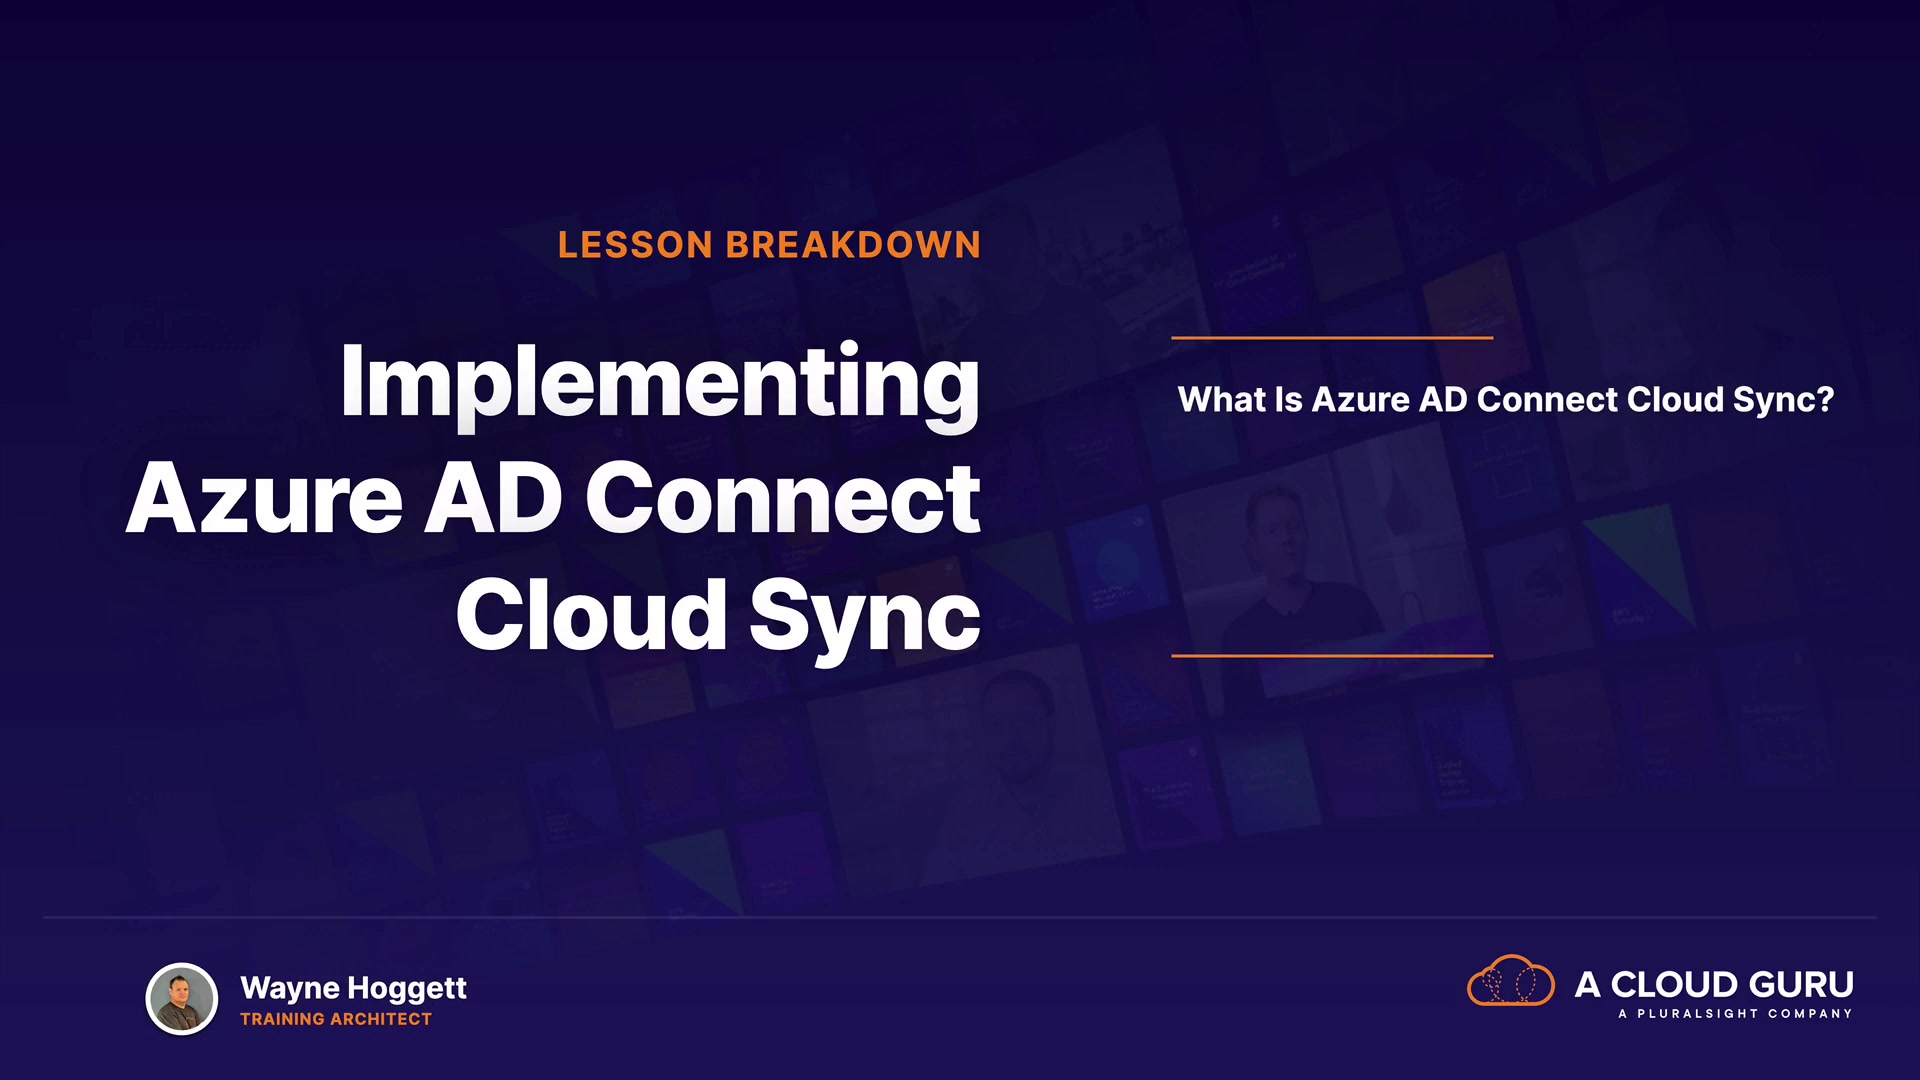 LESSON BREAKDOWN
Implementing
Azure AD Connect
Cloud Sync
What Is Azure AD Connect Cloud Sync?
Wayne Hoggett
TRAINING ARCHITECT
A CLOUD GURU
A PLURALSIGHT COMPANY